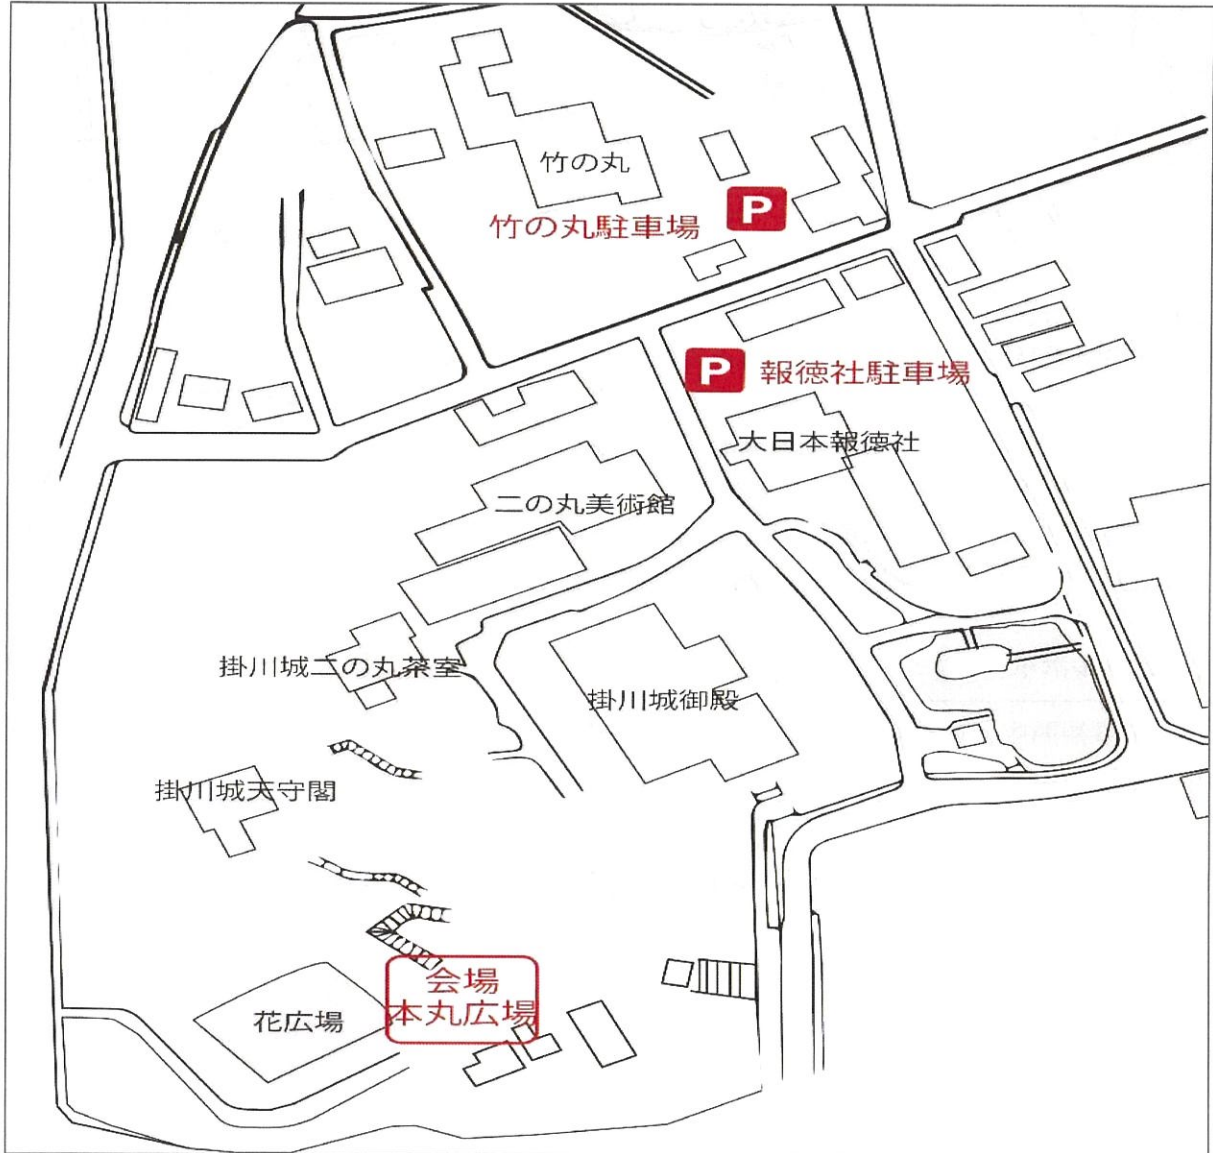 竹の丸
竹の丸駐車場
P
P
報徳社駐車場
大日本報徳社
二の丸美術館
掛川城二の丸茶室
掛川城御殿
掛川城天守閣
会場
本丸広場
花広場